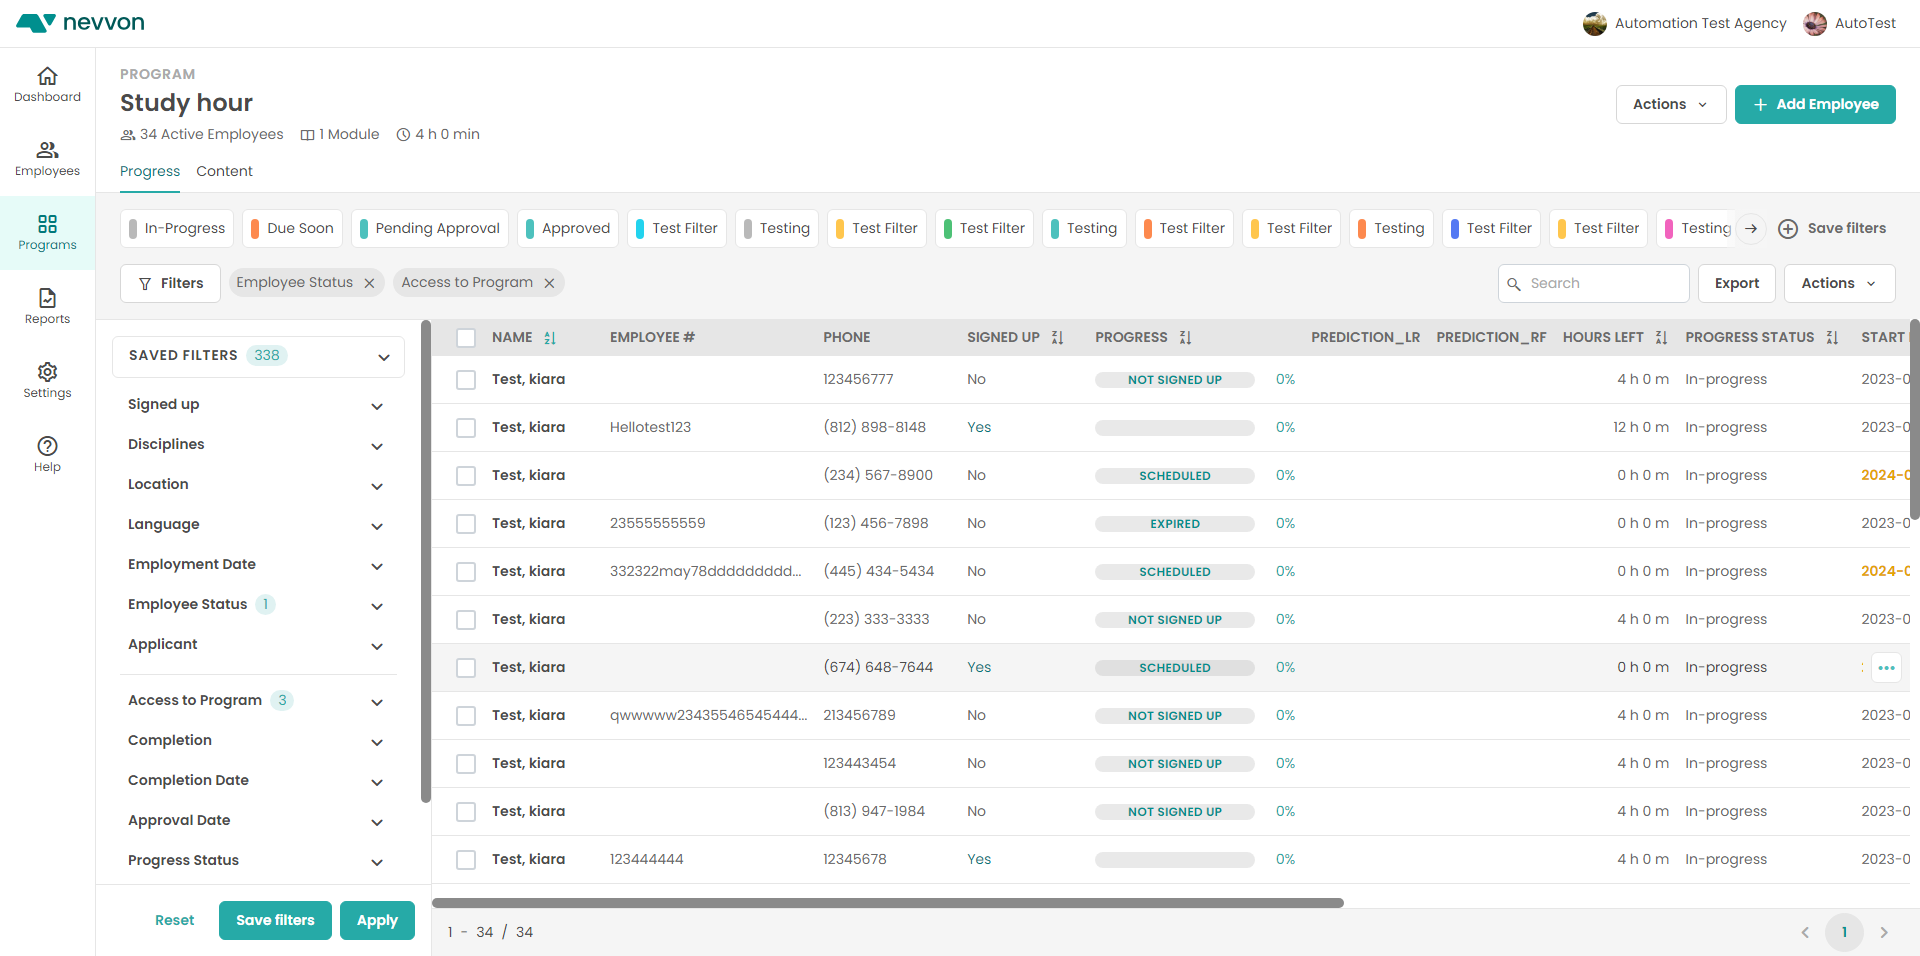 nevvon
Automation Test Agency
AutoTest
Dashboard
Employees
Programs
Reports
Settings
Help
PROGRAM
Study hour
34 Active Employees 1 Module 4 h 0 min
Actions
Add Employee
Progress Content
In-Progress Due Soon Pending Approval Approved Test Filter Testing Test Filter Test Filter Testing Test Filter Test Filter Testing Test Filter Test Filter Testing Save filters
Filters Employee Status Access to Program Search Export Actions
SAVED FILTERS 338
Signed up
Disciplines
Location
Language
Employment Date
Employee Status 1
Applicant
Access to Program 3
Completion
Completion Date
Approval Date
Progress Status
Reset Save filters Apply
NAME EMPLOYEE # PHONE SIGNED UP PROGRESS PREDICTION_LR PREDICTION_RF HOURS LEFT PROGRESS STATUS START
Test, kiara 123456777 No NOT SIGNED UP 0% 4 h 0 m In-progress 2023-0
Test, kiara Hellotest123 (812) 898-8148 Yes 0% 12 h 0 m In-progress 2023-0
Test, kiara (234) 567-8900 No SCHEDULED 0% 0 h 0 m In-progress 2024-0
Test, kiara 23555555559 (123) 456-7898 No EXPIRED 0% 0 h 0 m In-progress 2023-0
Test, kiara 332322may78ddddddddd... (445) 434-5434 No SCHEDULED 0% 0 h 0 m In-progress 2024-0
Test, kiara (223) 333-3333 No NOT SIGNED UP 0% 4 h 0 m In-progress 2023-0
Test, kiara (674) 648-7644 Yes SCHEDULED 0% 0 h 0 m In-progress
Test, kiara qwwwww23435546545444... 213456789 No NOT SIGNED UP 0% 4 h 0 m In-progress 2023-0
Test, kiara 123443454 No NOT SIGNED UP 0% 4 h 0 m In-progress 2023-0
Test, kiara (813) 947-1984 No NOT SIGNED UP 0% 4 h 0 m In-progress 2023-0
Test, kiara 123444444 12345678 Yes 0% 4 h 0 m In-progress 2023-0
1 - 34 / 34
1